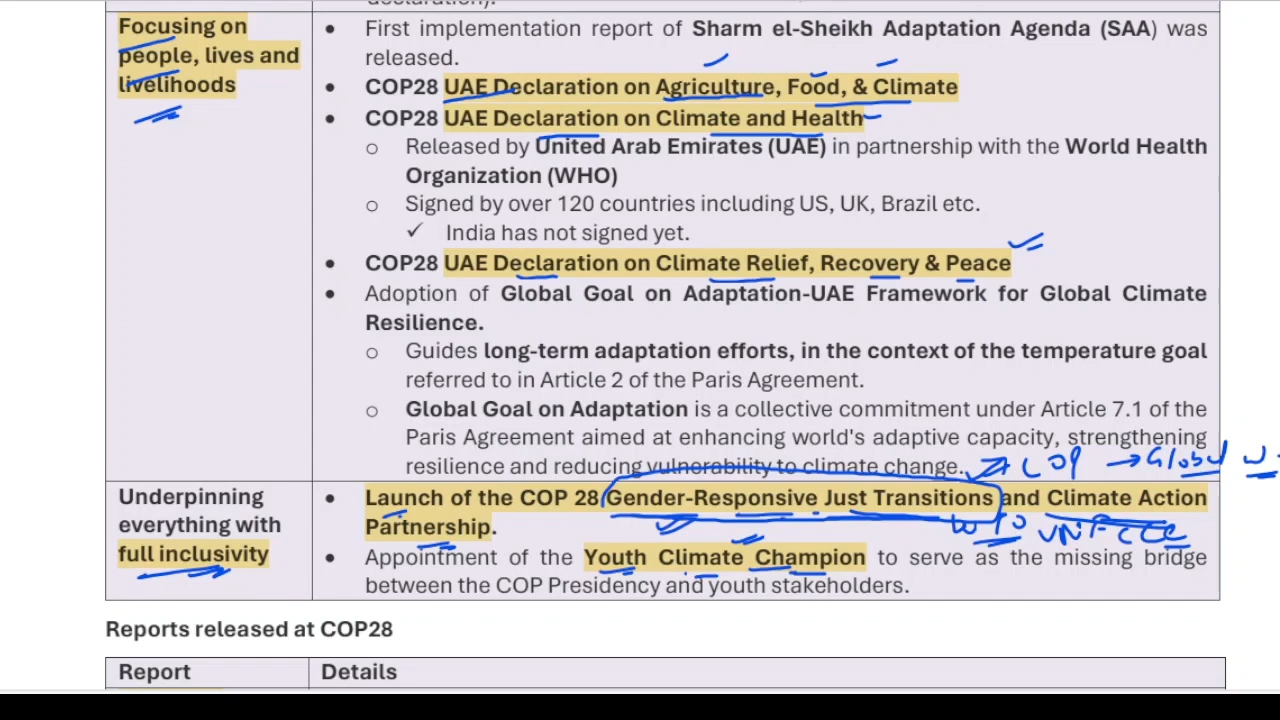 declaration).
Focusing on
people, lives and
livelihoods
• First implementation report of Sharm el-Sheikh Adaptation Agenda (SAA) was
released.
• COP28 UAE Declaration on Agriculture, Food, & Climate
• COP28 UAE Declaration on Climate and Health
o Released by United Arab Emirates (UAE) in partnership with the World Health
Organization (WHO)
o Signed by over 120 countries including US, UK, Brazil etc.
✓ India has not signed yet.
• COP28 UAE Declaration on Climate Relief, Recovery & Peace
• Adoption of Global Goal on Adaptation-UAE Framework for Global Climate
Resilience.
o Guides long-term adaptation efforts, in the context of the temperature goal
referred to in Article 2 of the Paris Agreement.
o Global Goal on Adaptation is a collective commitment under Article 7.1 of the
Paris Agreement aimed at enhancing world's adaptive capacity, strengthening
resilience and reducing vulnerability to climate change.
COP → Global
Underpinning
everything with
full inclusivity
• Launch of the COP 28 Gender-Responsive Just Transitions and Climate Action
Partnership.
UNFCCC
• Appointment of the Youth Climate Champion to serve as the missing bridge
between the COP Presidency and youth stakeholders.
Reports released at COP28
Report Details